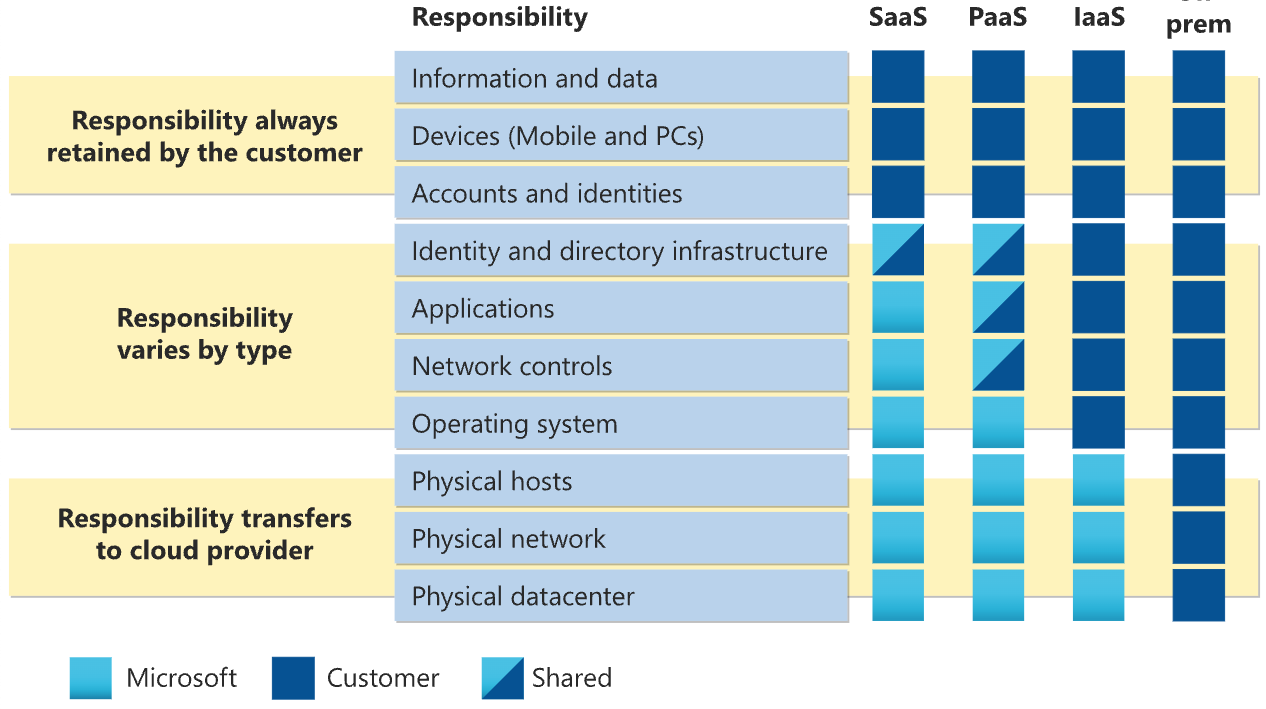 Responsibility SaaS PaaS IaaS
prem
Responsibility always
retained by the customer
Information and data
Devices (Mobile and PCs)
Accounts and identities
Responsibility
varies by type
Identity and directory infrastructure
Applications
Network controls
Operating system
Responsibility transfers
to cloud provider
Physical hosts
Physical network
Physical datacenter
Microsoft Customer Shared